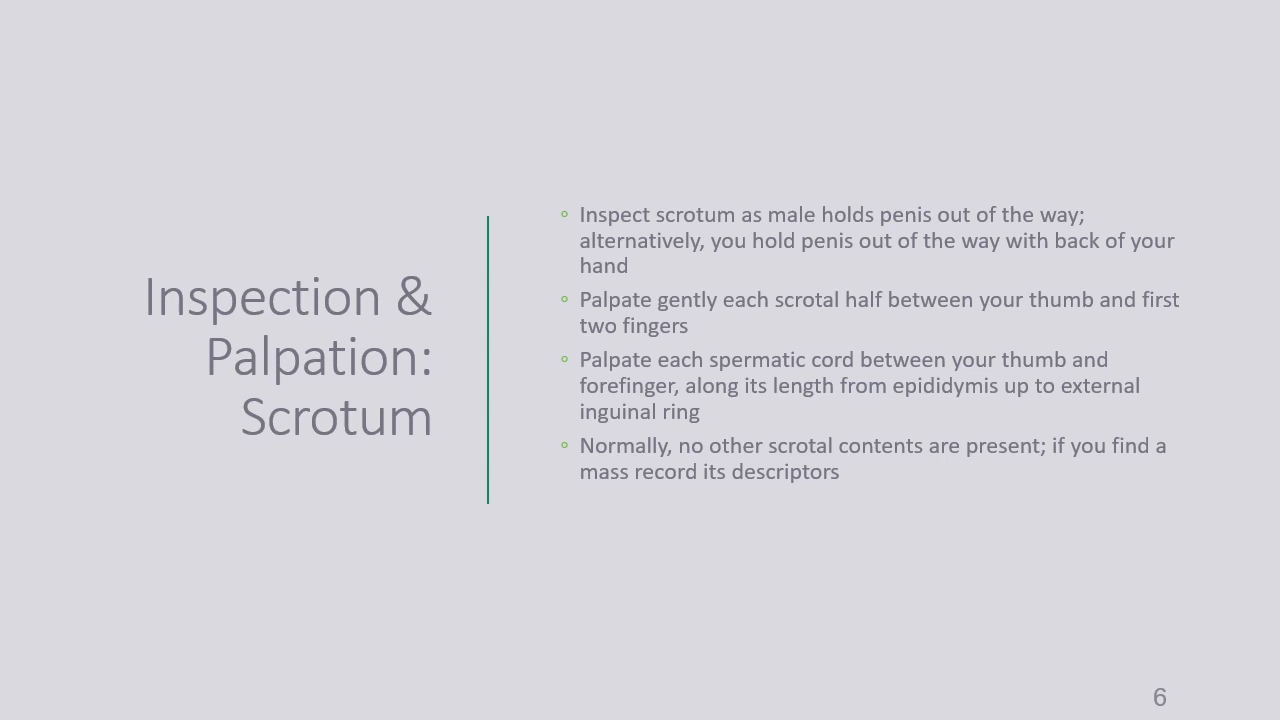 Inspection &
Palpation:
Scrotum
◦ Inspect scrotum as male holds penis out of the way;
alternatively, you hold penis out of the way with back of your
hand
◦ Palpate gently each scrotal half between your thumb and first
two fingers
◦ Palpate each spermatic cord between your thumb and
forefinger, along its length from epididymis up to external
inguinal ring
◦ Normally, no other scrotal contents are present; if you find a
mass record its descriptors
6